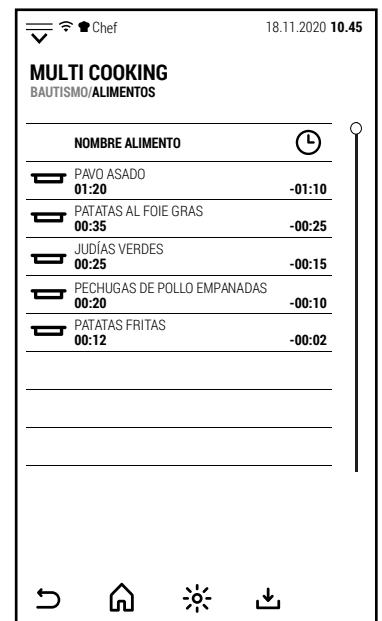 Chef 18.11.2020 10.45
MULTI COOKING
BAUTISMO/ALIMENTOS
NOMBRE ALIMENTO
PAVO ASADO
01:20 -01:10
PATATAS AL FOIE GRAS
00:35 -00:25
JUDÍAS VERDES
00:25 -00:15
PECHUGAS DE POLLO EMPANADAS
00:20 -00:10
PATATAS FRITAS
00:12 -00:02